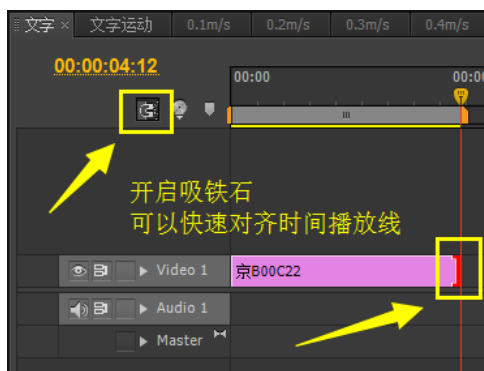 文字 × 文字运动 0.1m/s 0.2m/s 0.3m/s 0.4m/s
00:00:04:12
00:00 00:00
开启吸铁石
可以快速对齐时间播放线
Video 1 京B00C22
Audio 1
Master